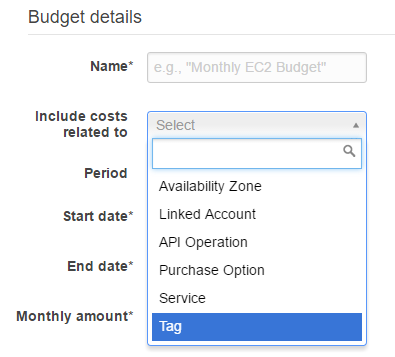 Budget details
Name*
e.g., "Monthly EC2 Budget"
Include costs
related to
Select
Availability Zone
Linked Account
API Operation
Purchase Option
Service
Tag
Period
Start date*
End date*
Monthly amount*